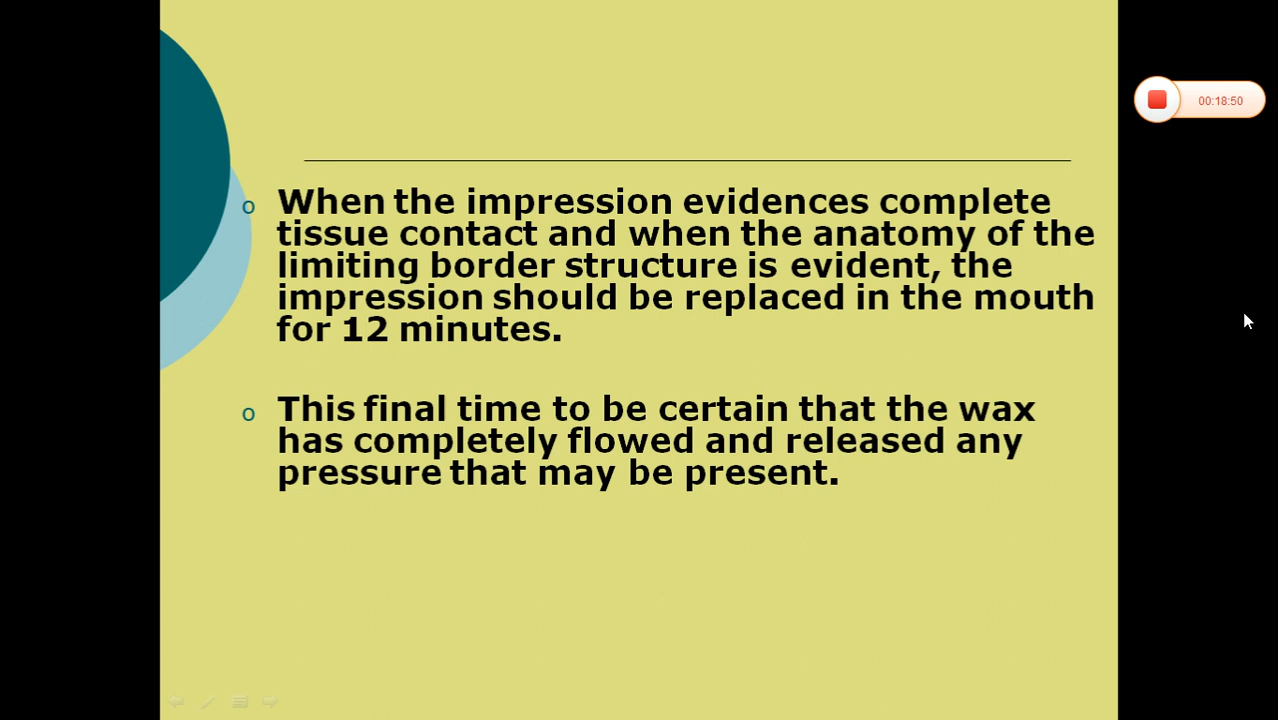 00:18:50
o When the impression evidences complete
tissue contact and when the anatomy of the
limiting border structure is evident, the
impression should be replaced in the mouth
for 12 minutes.
o This final time to be certain that the wax
has completely flowed and released any
pressure that may be present.